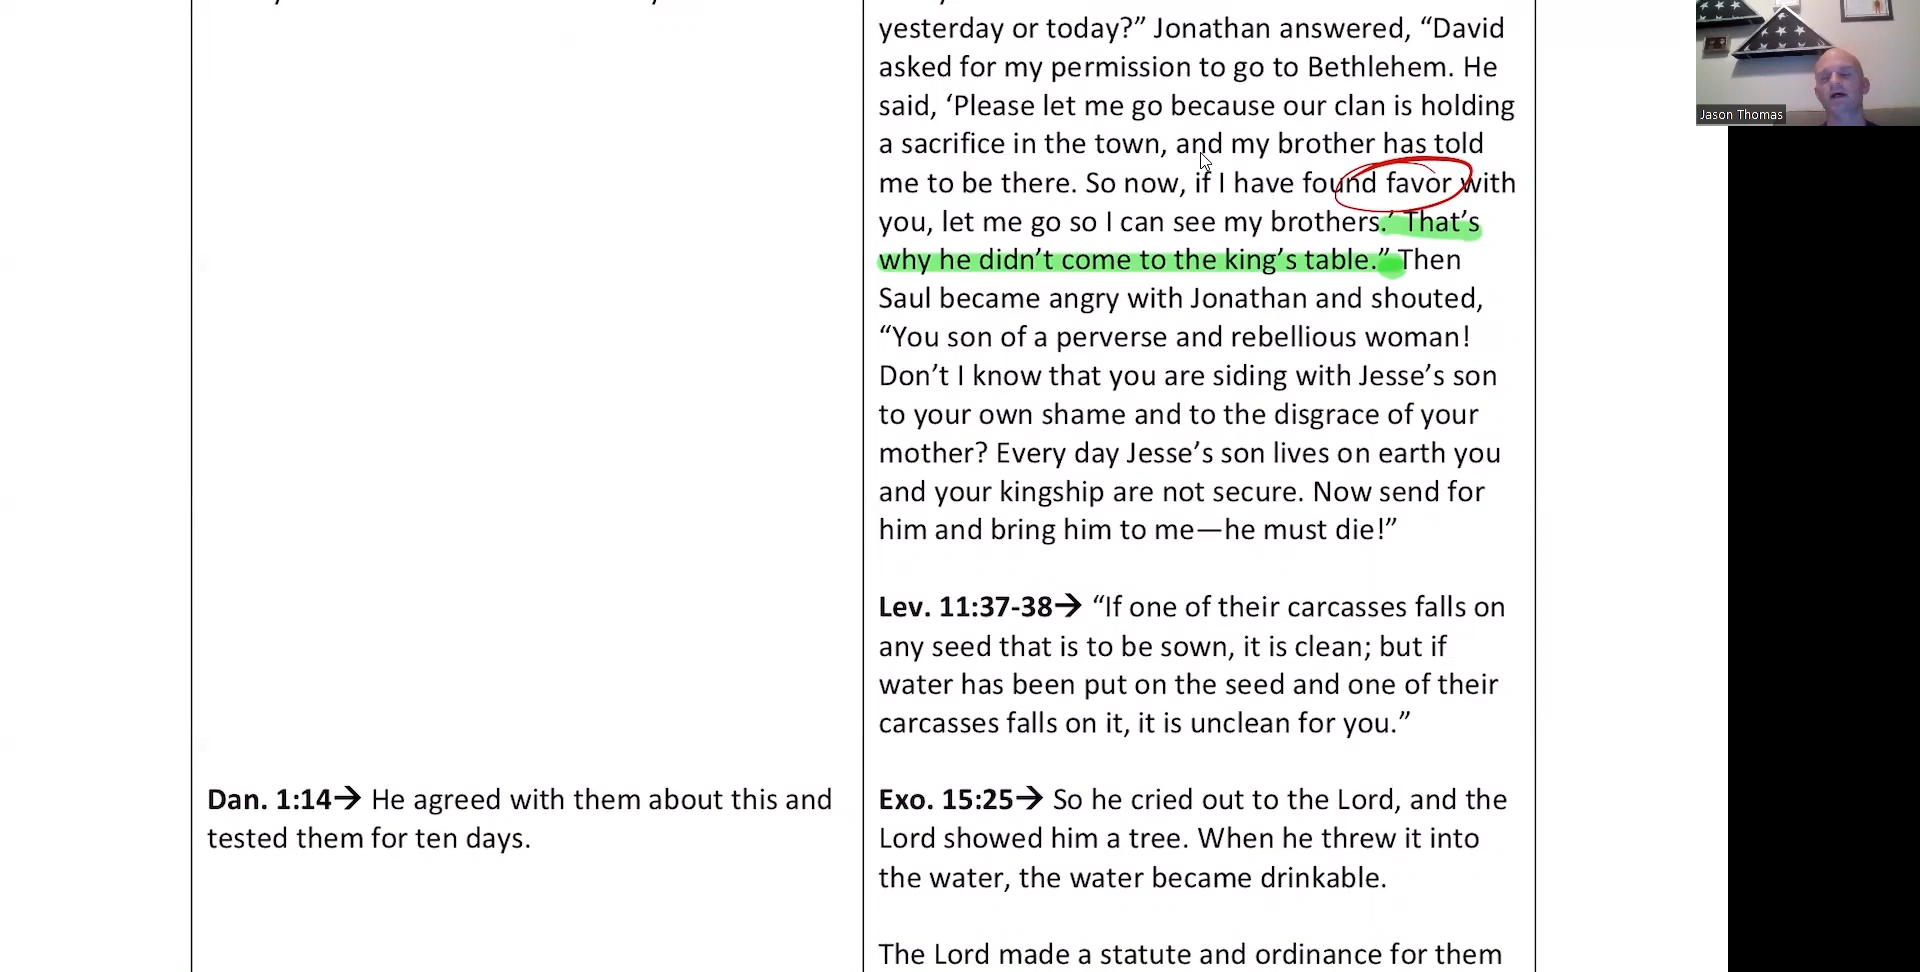 yesterday or today?” Jonathan answered, “David
asked for my permission to go to Bethlehem. He
said, ‘Please let me go because our clan is holding
a sacrifice in the town, and my brother has told
me to be there. So now, if I have found favor with
you, let me go so I can see my brothers.’ That’s
why he didn’t come to the king’s table.” Then
Saul became angry with Jonathan and shouted,
“You son of a perverse and rebellious woman!
Don’t I know that you are siding with Jesse’s son
to your own shame and to the disgrace of your
mother? Every day Jesse’s son lives on earth you
and your kingship are not secure. Now send for
him and bring him to me—he must die!”
Lev. 11:37-38→ “If one of their carcasses falls on
any seed that is to be sown, it is clean; but if
water has been put on the seed and one of their
carcasses falls on it, it is unclean for you.”
Dan. 1:14→ He agreed with them about this and
tested them for ten days.
Exo. 15:25→ So he cried out to the Lord, and the
Lord showed him a tree. When he threw it into
the water, the water became drinkable.
The Lord made a statute and ordinance for them
Jason Thomas